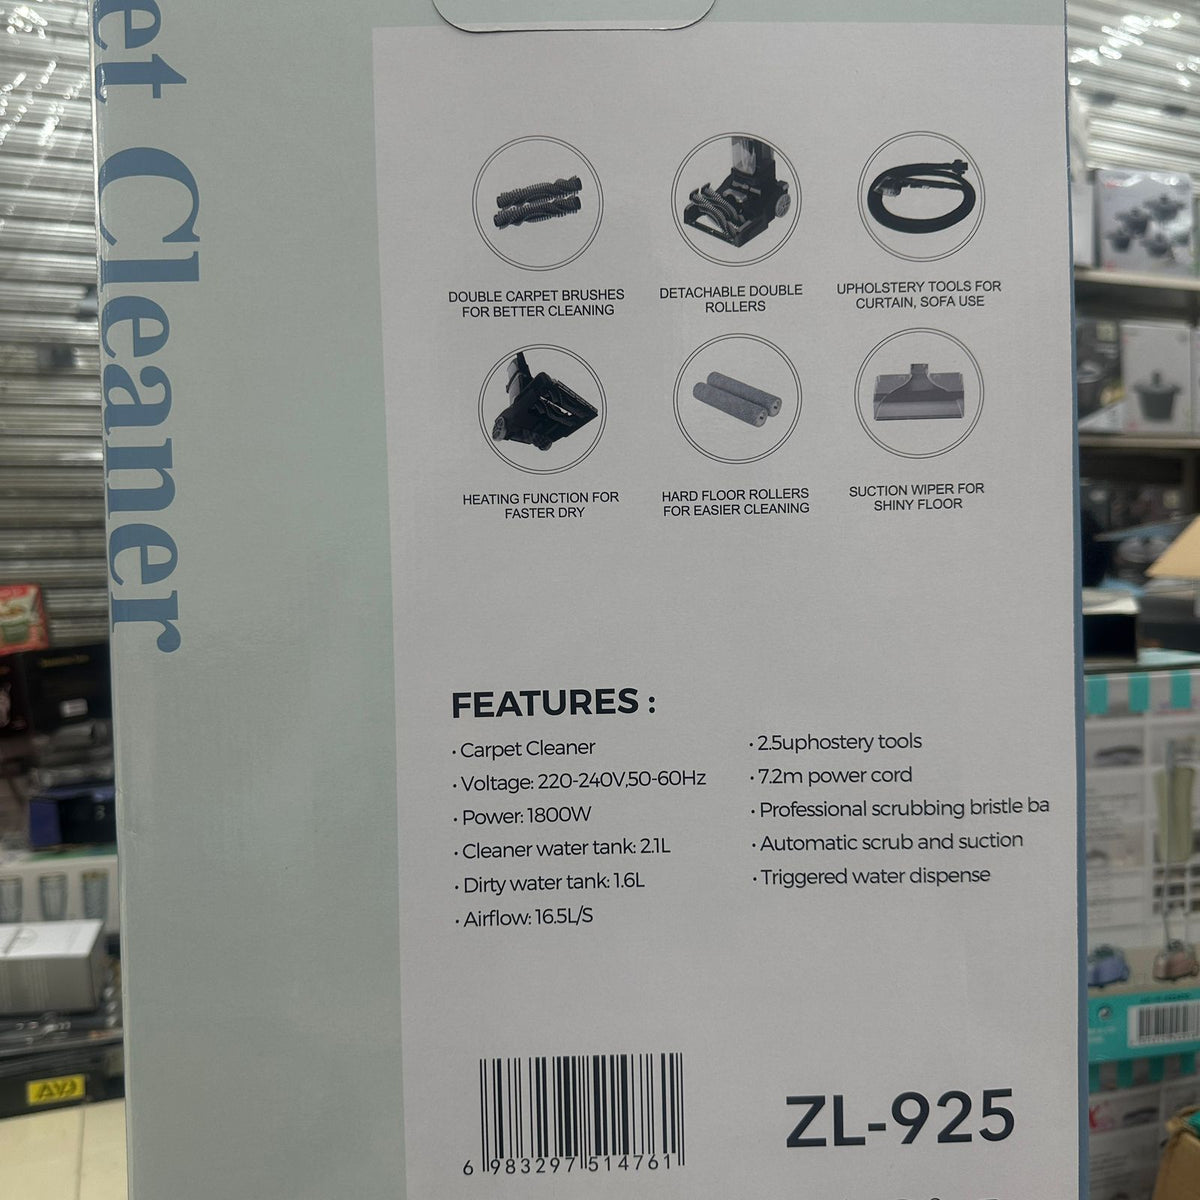 et Cleaner
DOUBLE CARPET BRUSHES
FOR BETTER CLEANING
DETACHABLE DOUBLE
ROLLERS
UPHOLSTERY TOOLS FOR
CURTAIN, SOFA USE
HEATING FUNCTION FOR
FASTER DRY
HARD FLOOR ROLLERS
FOR EASIER CLEANING
SUCTION WIPER FOR
SHINY FLOOR
FEATURES :
· Carpet Cleaner
· Voltage: 220-240V,50-60Hz
· Power: 1800W
· Cleaner water tank: 2.1L
· Dirty water tank: 1.6L
· Airflow: 16.5L/S
· 2.5uphostery tools
· 7.2m power cord
· Professional scrubbing bristle ba
· Automatic scrub and suction
· Triggered water dispense
6 983297 514761
ZL-925